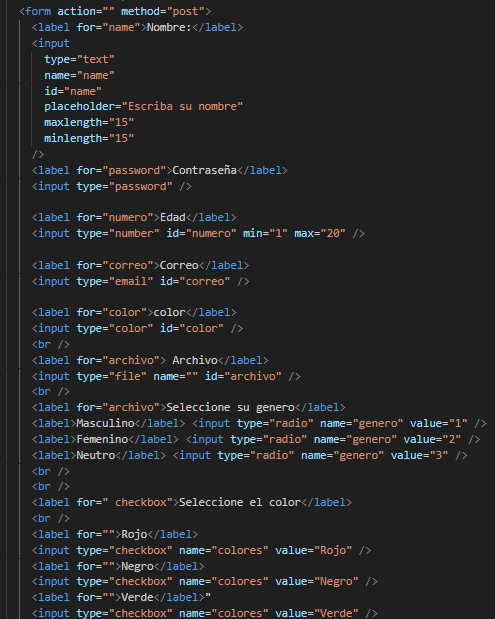 <form action="" method="post">
<label for="name">Nombre:</label>
<input
type="text"
name="name"
id="name"
placeholder="Escriba su nombre"
maxlength="15"
minlength="15"
/>
<label for="password">Contraseña</label>
<input type="password" />
<label for="numero">Edad</label>
<input type="number" id="numero" min="1" max="20" />
<label for="correo">Correo</label>
<input type="email" id="correo" />
<label for="color">color</label>
<input type="color" id="color" />
<br />
<label for="archivo"> Archivo</label>
<input type="file" name="" id="archivo" />
<br />
<label for="archivo">Seleccione su genero</label>
<label>Masculino</label> <input type="radio" name="genero" value="1" />
<label>Femenino</label> <input type="radio" name="genero" value="2" />
<label>Neutro</label> <input type="radio" name="genero" value="3" />
<br />
<br />
<label for=" checkbox">Seleccione el color</label>
<br />
<label for="">Rojo</label>
<input type="checkbox" name="colores" value="Rojo" />
<label for="">Negro</label>
<input type="checkbox" name="colores" value="Negro" />
<label for="">Verde</label>"
<input type="checkbox" name="colores" value="Verde" />